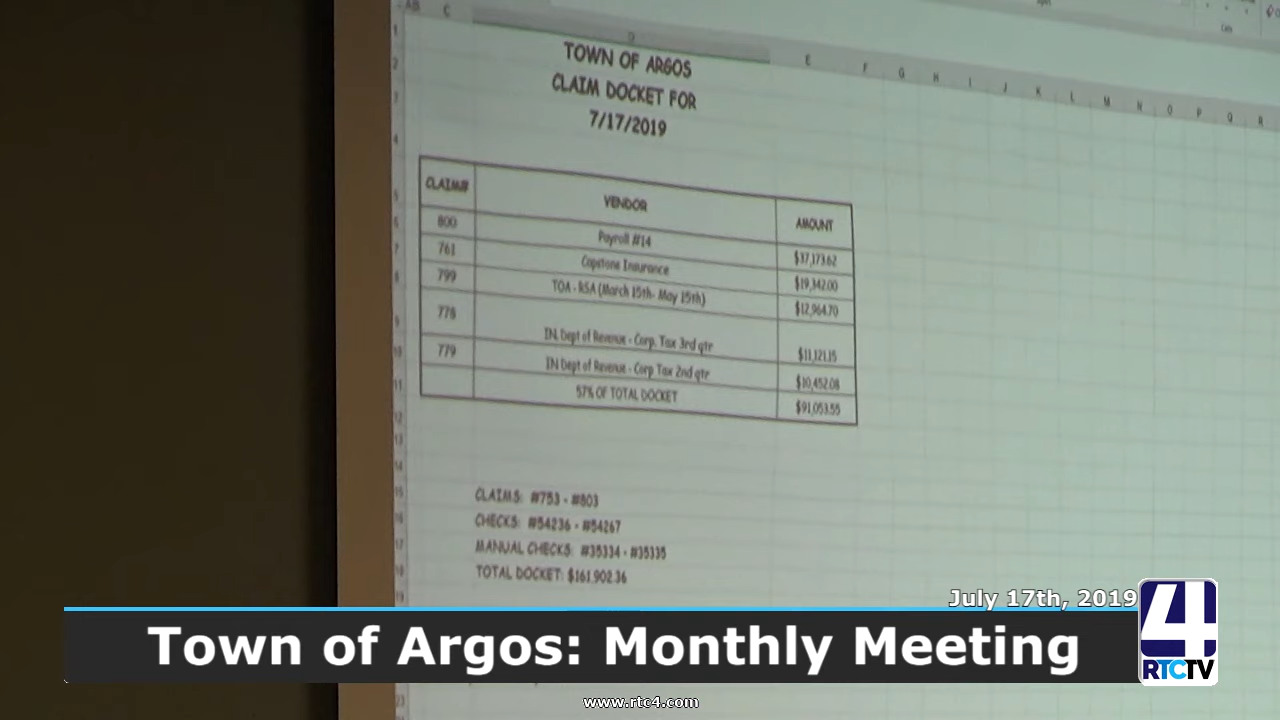 AB C D E F G H I J K L M N O P Q R
TOWN OF ARGOS
CLAIM DOCKET FOR
7/17/2019
CLAIM# VENDOR AMOUNT
800 Payroll #14 $37,173.62
761 Capstone Insurance $19,342.00
799 TOA - RSA (March 15th- May 15th) $12,964.70
778 IN. Dept of Revenue - Corp. Tax 3rd qtr $11,121.15
779 IN Dept of Revenue - Corp Tax 2nd qtr $10,452.08
57% OF TOTAL DOCKET $91,053.55
CLAIMS: #753 - #803
CHECKS: #54236 - #54267
MANUAL CHECKS: #35334 - #35335
TOTAL DOCKET: $161,902.36
July 17th, 2019
Town of Argos: Monthly Meeting
4
RTCTV
www.rtc4.com